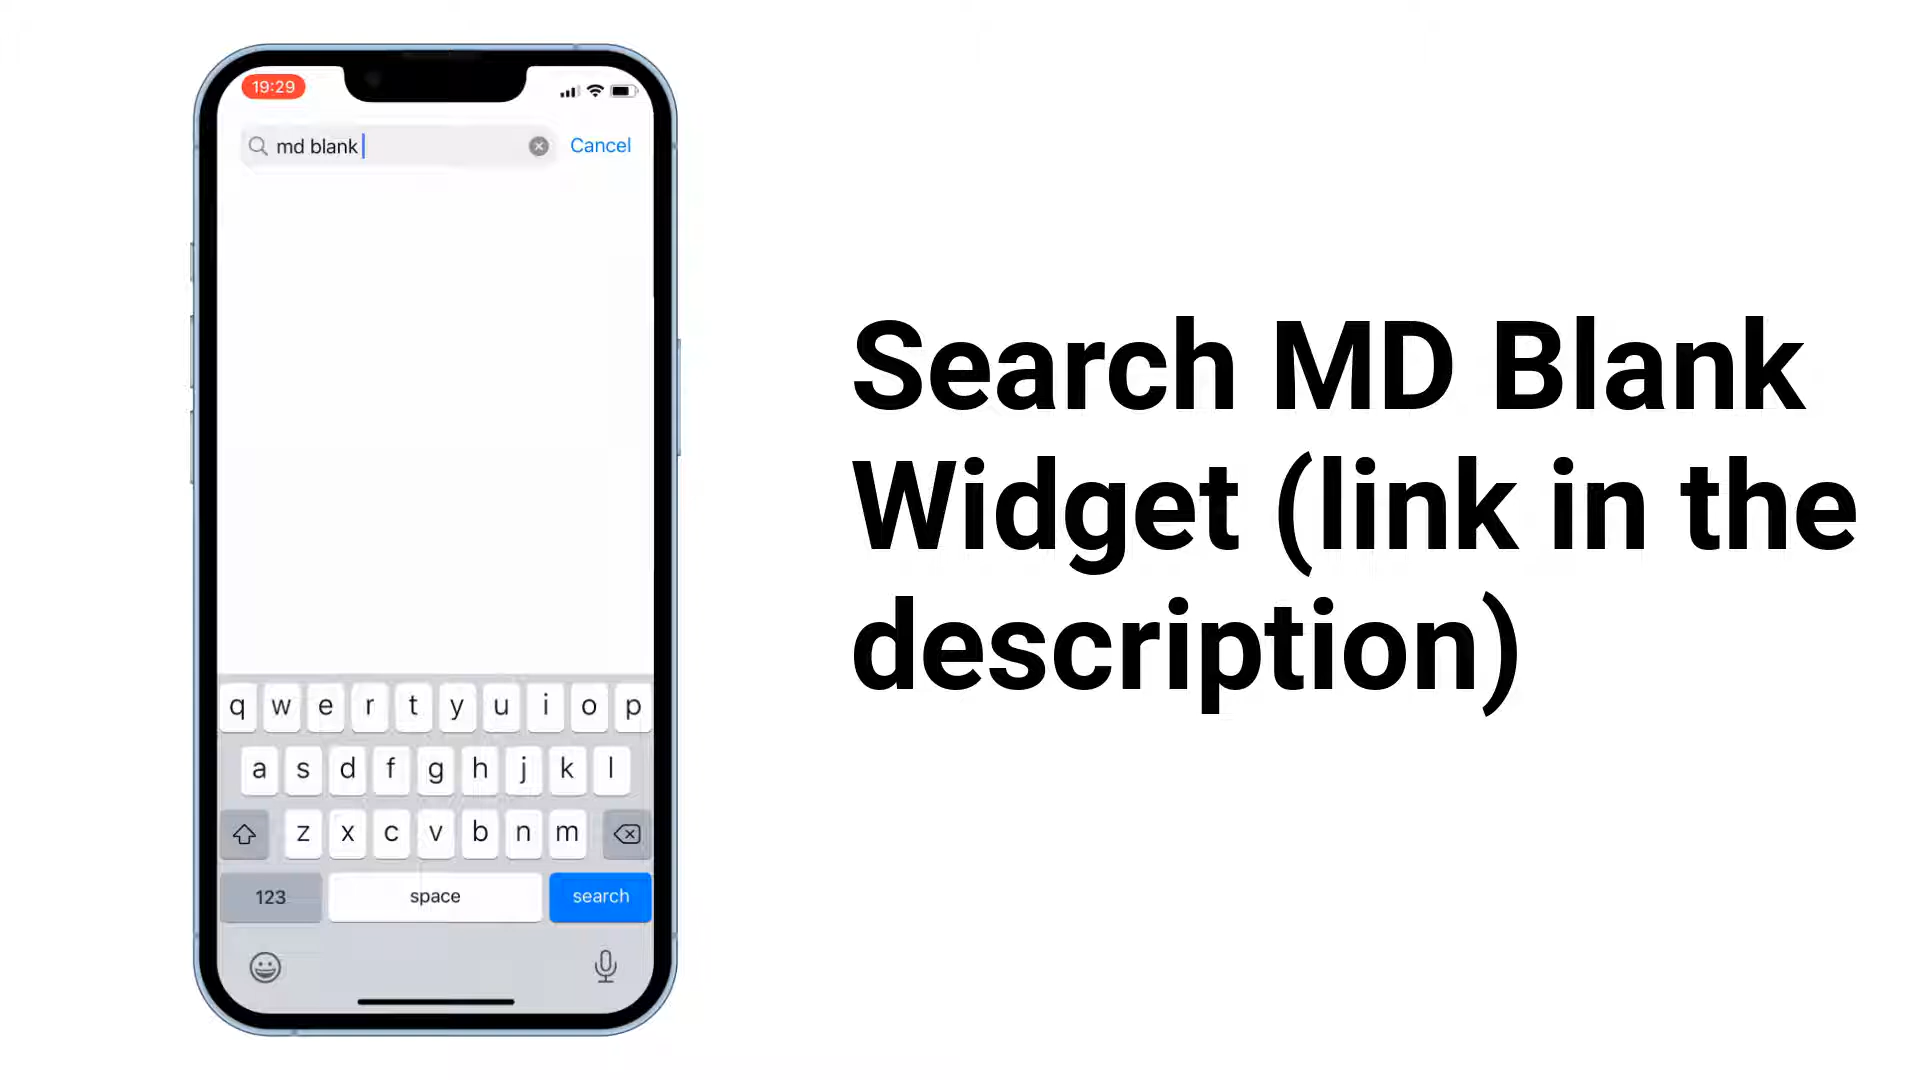 19:29
md blank
Cancel
Search MD Blank
Widget (link in the
description)
q w e r t y u i o p
a s d f g h j k l
z x c v b n m
123 space search